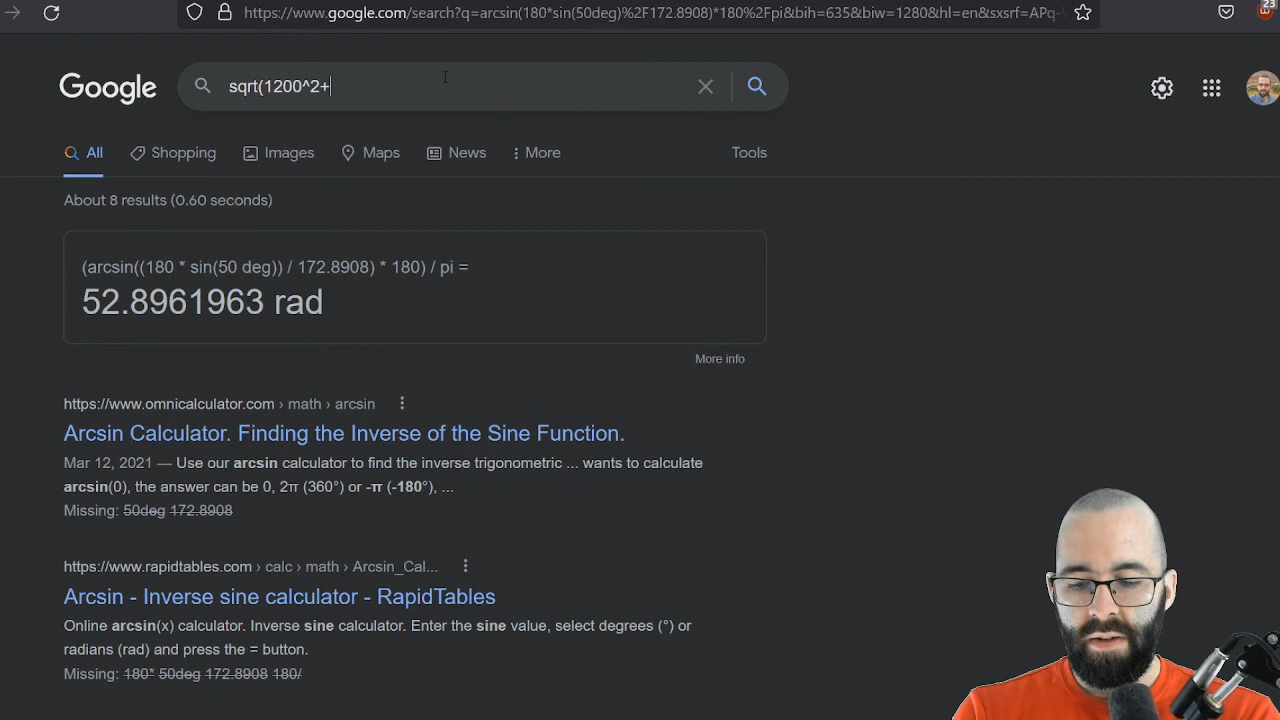 https://www.google.com/search?q=arcsin(180*sin(50deg)%2F172.8908)*180%2Fpi&bih=635&biw=1280&hl=en&sxsrf=APq-
23
Google
sqrt(1200^2+
All
Shopping
Images
Maps
News
More
Tools
About 8 results (0.60 seconds)
(arcsin((180 * sin(50 deg)) / 172.8908) * 180) / pi =
52.8961963 rad
More info
https://www.omnicalculator.com › math › arcsin
Arcsin Calculator. Finding the Inverse of the Sine Function.
Mar 12, 2021 — Use our arcsin calculator to find the inverse trigonometric ... wants to calculate
arcsin(0), the answer can be 0, 2π (360°) or -π (-180°), ...
Missing: 50deg 172.8908
https://www.rapidtables.com › calc › math › Arcsin_Cal...
Arcsin - Inverse sine calculator - RapidTables
Online arcsin(x) calculator. Inverse sine calculator. Enter the sine value, select degrees (°) or
radians (rad) and press the = button.
Missing: 180* 50deg 172.8908 180/